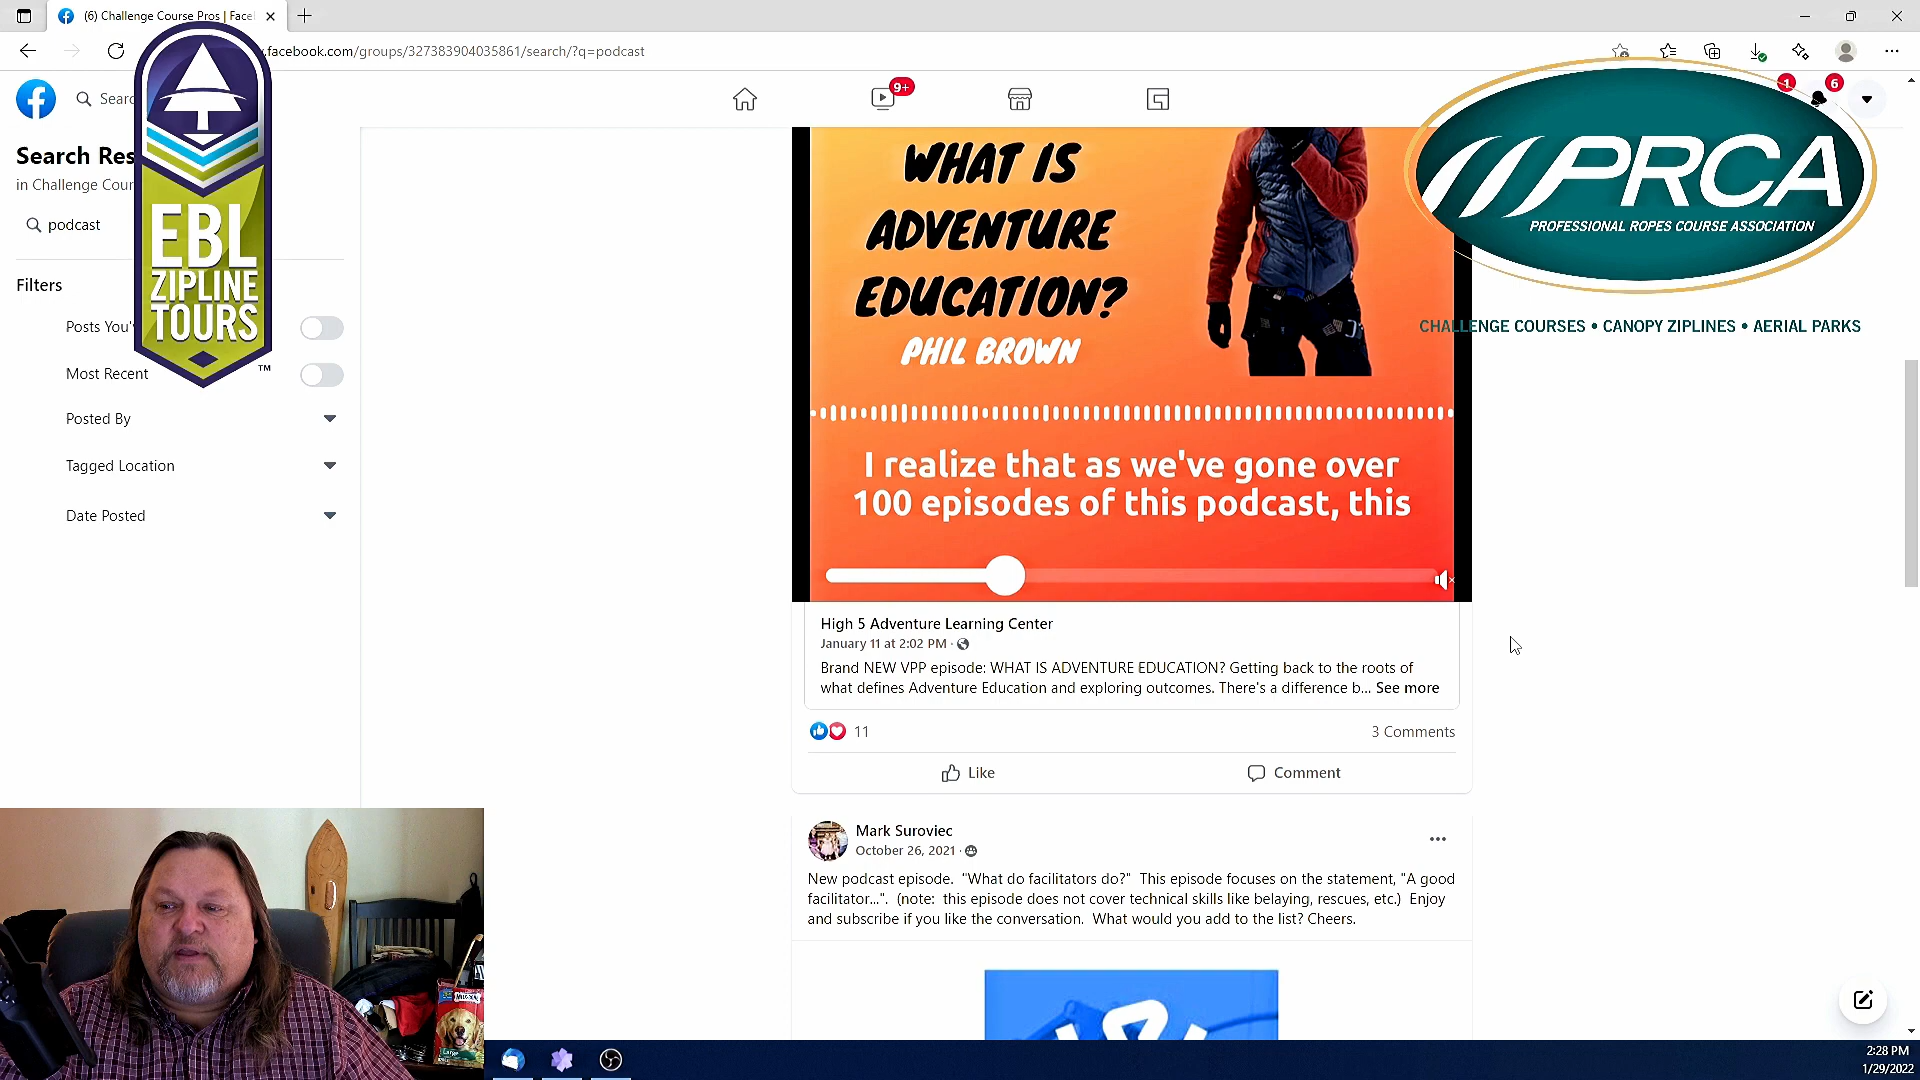 (6) Challenge Course Pros | Face
.facebook.com/groups/327383904035861/search/?q=podcast
Searc
9+
1
6
Search Res
in Challenge Cour
podcast
Filters
Posts You'
Most Recent
Posted By
Tagged Location
Date Posted
EBL
ZIPLINE
TOURS
TM
PRCA
PROFESSIONAL ROPES COURSE ASSOCIATION
CHALLENGE COURSES • CANOPY ZIPLINES • AERIAL PARKS
WHAT IS
ADVENTURE
EDUCATION?
PHIL BROWN
I realize that as we've gone over
100 episodes of this podcast, this
High 5 Adventure Learning Center
January 11 at 2:02 PM ·
Brand NEW VPP episode: WHAT IS ADVENTURE EDUCATION? Getting back to the roots of
what defines Adventure Education and exploring outcomes. There's a difference b... See more
11
3 Comments
Like
Comment
Mark Suroviec
October 26, 2021 ·
New podcast episode. "What do facilitators do?" This episode focuses on the statement, "A good
facilitator...". (note: this episode does not cover technical skills like belaying, rescues, etc.) Enjoy
and subscribe if you like the conversation. What would you add to the list? Cheers.
MILK-BONE
Large
2:28 PM
1/29/2022